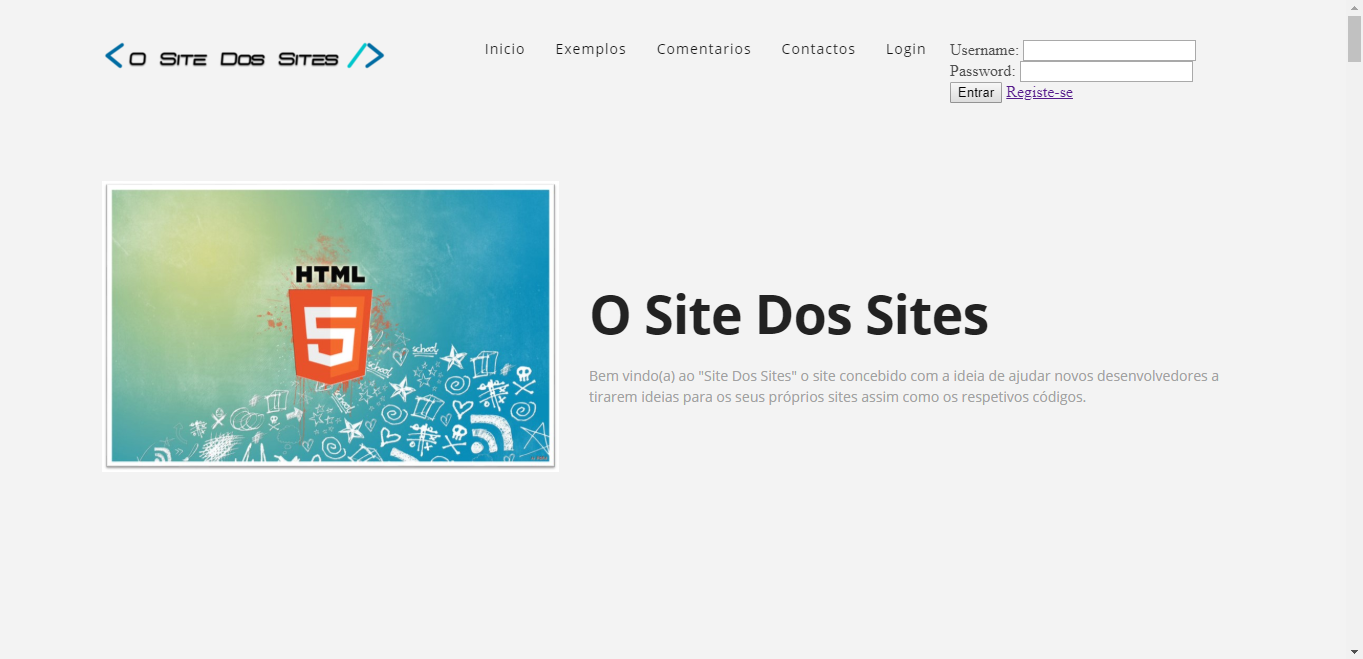 <O Site Dos Sites/>
Inicio Exemplos Comentarios Contactos Login
Username:
Password:
Entrar Registe-se
HTML
5
school
school
O Site Dos Sites
Bem vindo(a) ao "Site Dos Sites" o site concebido com a ideia de ajudar novos desenvolvedores a
tirarem ideias para os seus próprios sites assim como os respetivos códigos.